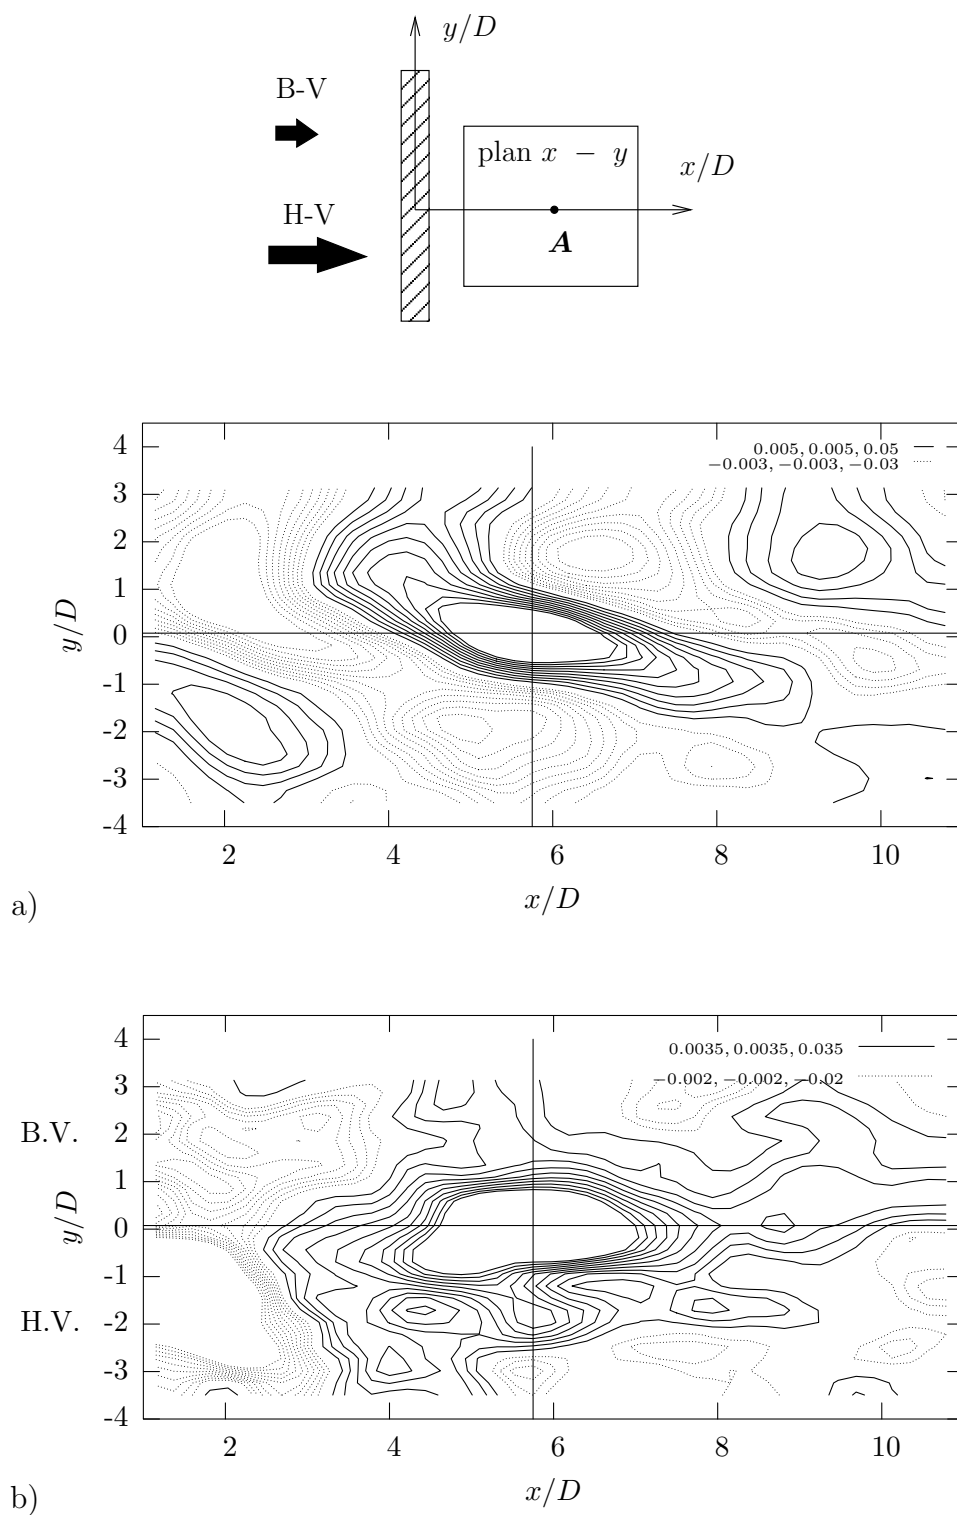 y/D
B-V
plan x − y
x/D
H-V
A
4
0.005, 0.005, 0.05
−0.003, −0.003, −0.03
3
2
1
y/D
0
-1
-2
-3
-4
2 4 6 8 10
x/D
a)
4
0.0035, 0.0035, 0.035
3
−0.002, −0.002, −0.02
B.V.
2
1
y/D
0
-1
H.V.
-2
-3
-4
2 4 6 8 10
x/D
b)